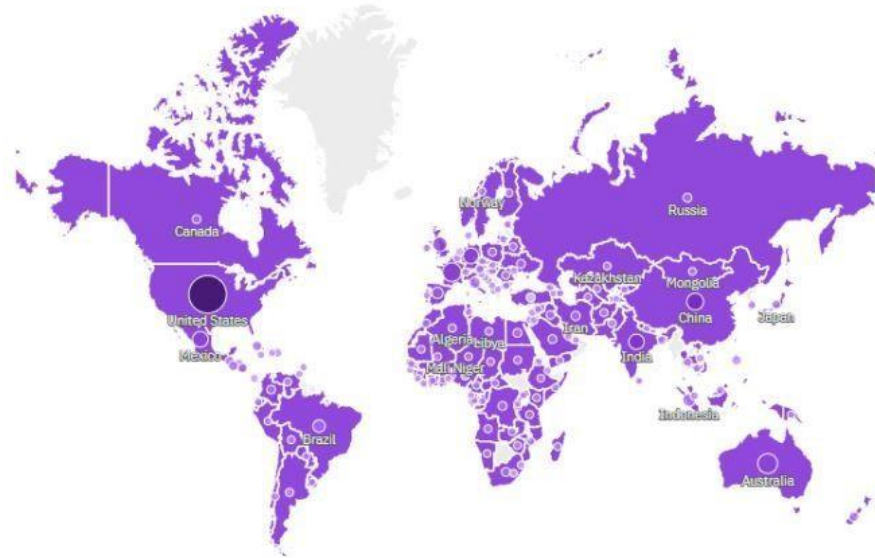 Norway
Russia
Canada
Kazakhstan
Mongolia
United States
China
Japan
Algeria
Libya
Iran
Mexico
India
Mali
Niger
Indonesia
Brazil
Australia